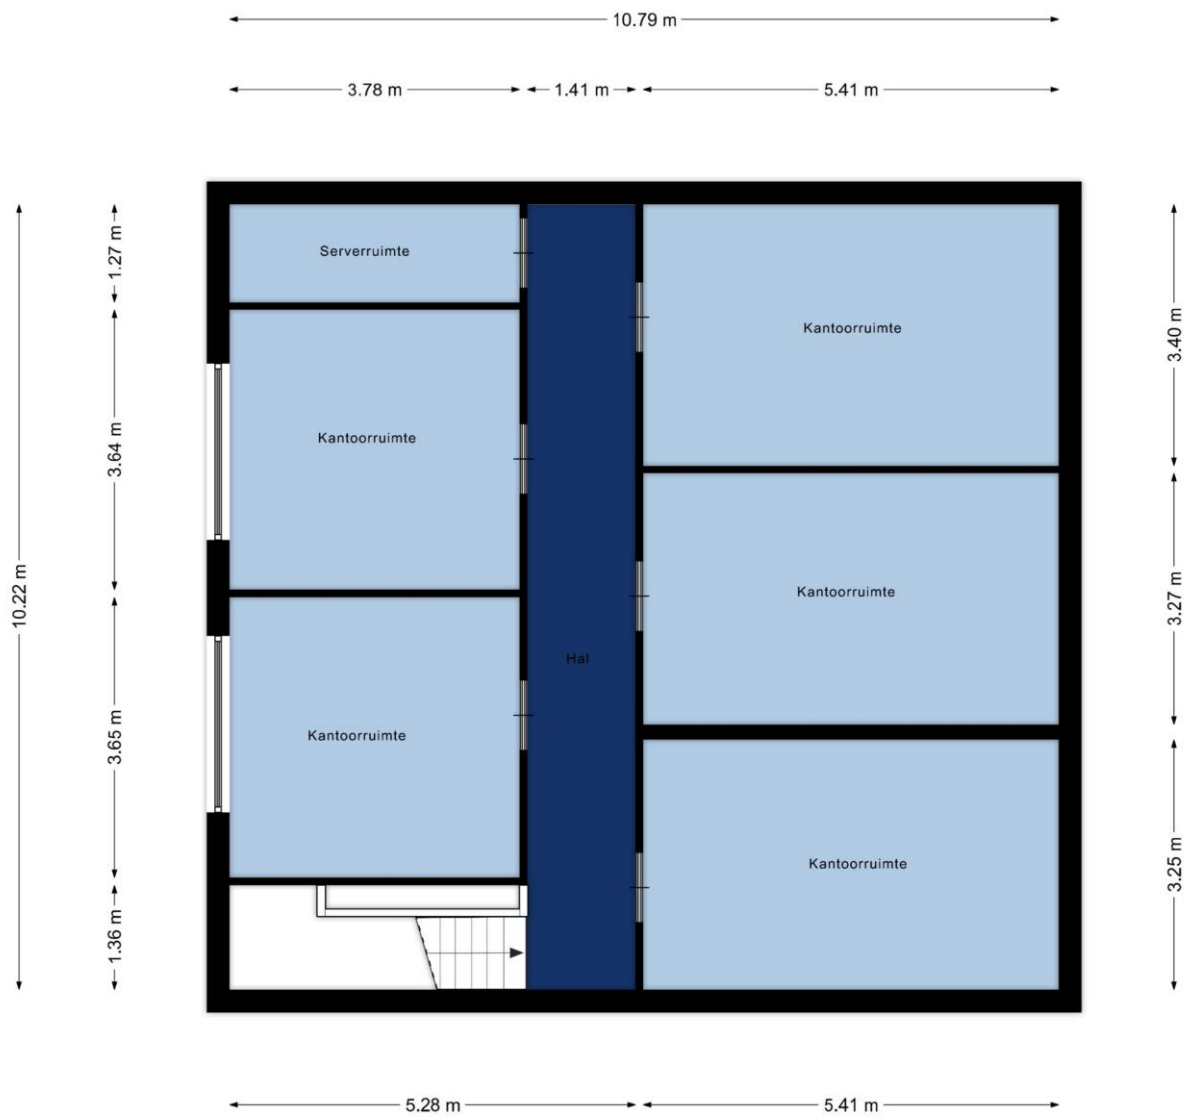 10.79 m
3.78 m
1.41 m
5.41 m
Serverruimte
1.27 m
Kantoorruimte
3.40 m
Kantoorruimte
3.64 m
10.22 m
Kantoorruimte
3.27 m
Hal
Kantoorruimte
3.65 m
Kantoorruimte
3.25 m
1.36 m
5.28 m
5.41 m